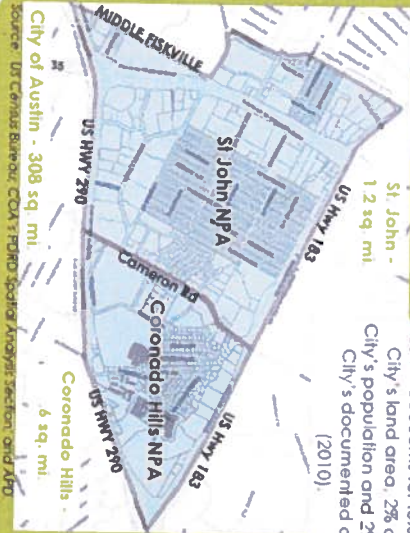 City's land area, 2%
City's population and
City's documented
(2010).
St. John -
1.2 sq. mi.
US Hwy 183
MIDDLE FISKVILLE
St John NPA
35
US HWY 290
Cameron Rd
Coronado Hills NPA
US Hwy 183
US HWY 290
City of Austin - 308 sq. mi.
Coronado Hills -
.6 sq. mi.
Source: US Census Bureau, COA's PDRD Spatial Analysis Section, and APD